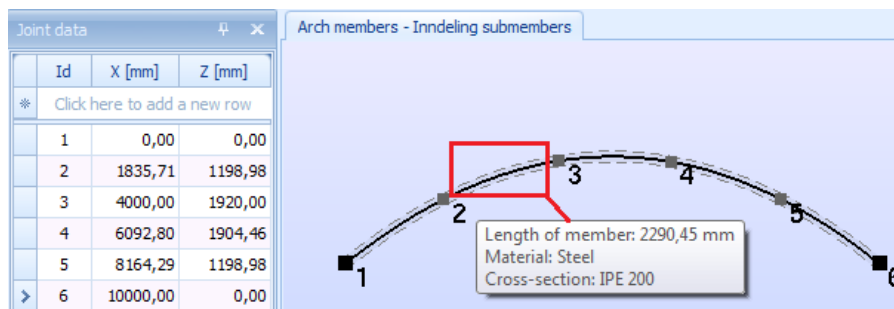 Joint data
Id X [mm] Z [mm]
Click here to add a new row
1 0,00 0,00
2 1835,71 1198,98
3 4000,00 1920,00
4 6092,80 1904,46
5 8164,29 1198,98
6 10000,00 0,00
Arch members - Inndeling submembers
1
2
3
4
5
6
Length of member: 2290,45 mm
Material: Steel
Cross-section: IPE 200